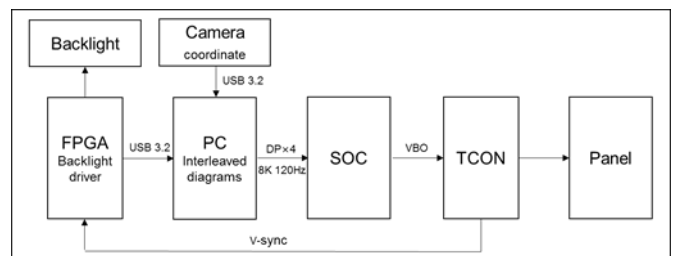 Backlight
Camera
coordinate
USB 3.2
FPGA
Backlight
driver
USB 3.2
PC
Interleaved
diagrams
DP×4
8K 120Hz
SOC
VBO
TCON
Panel
V-sync